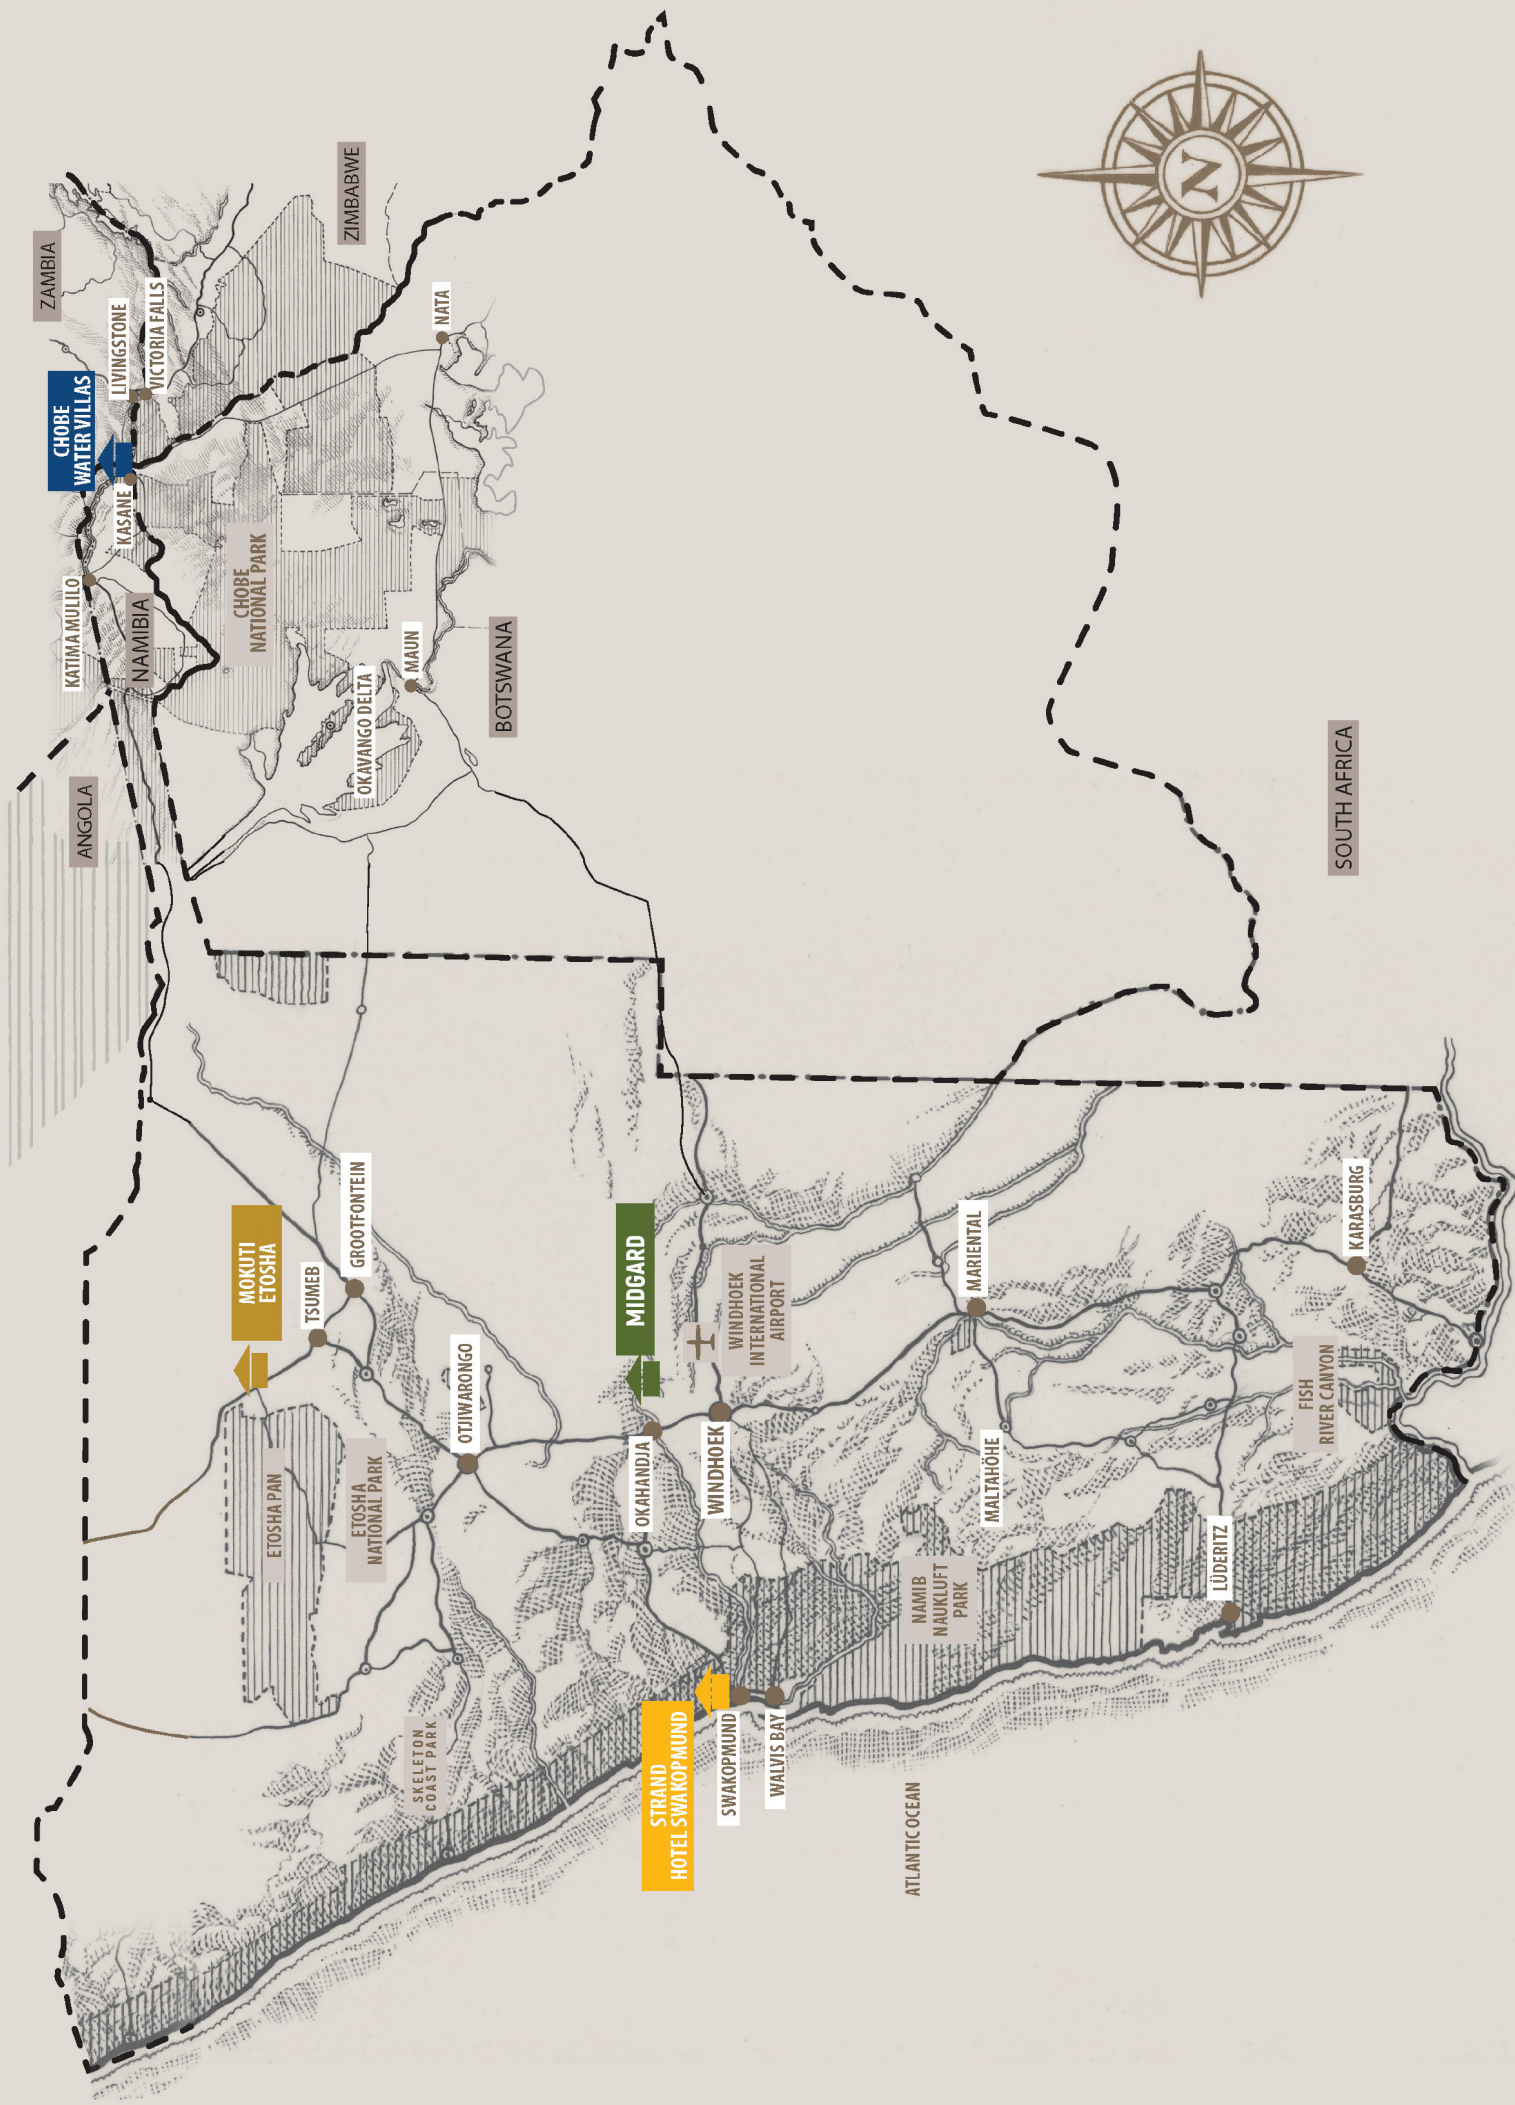 ZAMBIA
ANGOLA
CHOBE
WATER VILLAS
LIVINGSTONE
VICTORIA FALLS
KATIMA MULILO
KASANE
NAMIBIA
ZIMBABWE
CHOBE
NATIONAL PARK
NATA
OKAVANGO DELTA
MAUN
BOTSWANA
MOKUTI
ETOSHA
TSUMEB
GROOTFONTEIN
ETOSHA PAN
ETOSHA
NATIONAL PARK
OTJIWARONGO
SKELETON
COAST PARK
MIDGARD
OKAHANDJA
WINDHOEK
WINDHOEK
INTERNATIONAL
AIRPORT
STRAND
HOTEL SWAKOPMUND
SWAKOPMUND
WALVIS BAY
ATLANTIC OCEAN
NAMIB
NAUKLUFT
PARK
MARIENTAL
MALTAHÖHE
LÜDERITZ
FISH
RIVER CANYON
KARASBURG
SOUTH AFRICA
N